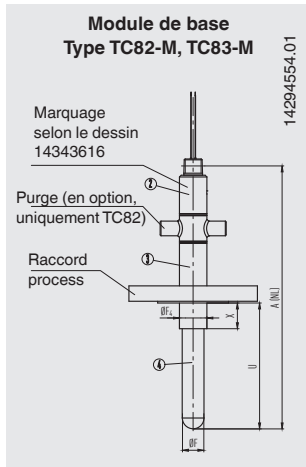 Module de base
Type TC82-M, TC83-M
14294554.01
Marquage
selon le dessin
14343616
②
Purge (en option,
uniquement TC82)
③
Raccord
process
A (NL)
ØF₄
X
U
④
ØF